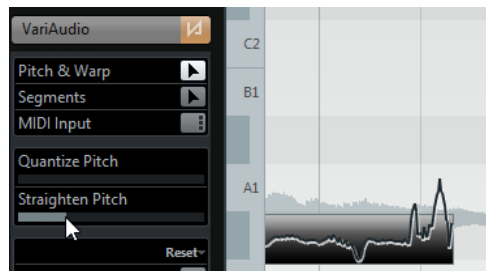 VariAudio
Pitch & Warp
Segments
MIDI Input
Quantize Pitch
Straighten Pitch
Reset
C2
B1
A1